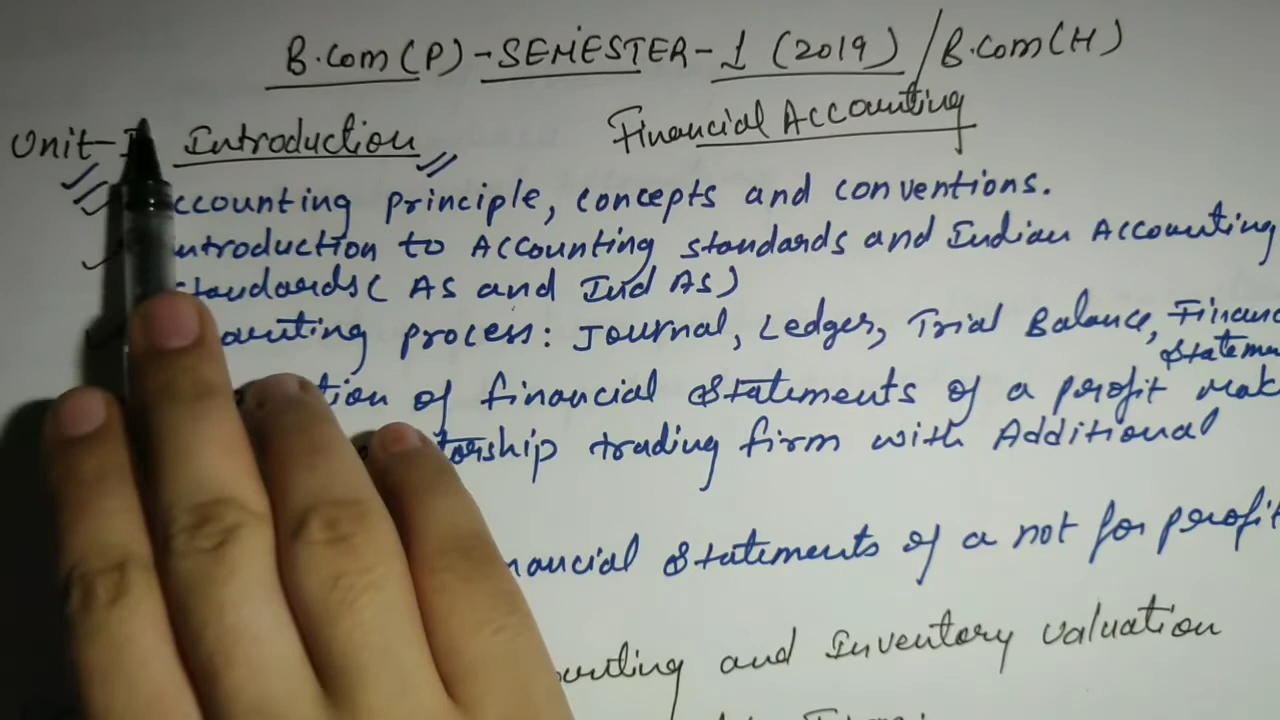 B.Com(P)-SEMESTER-1 (2019) / B.Com(H)
Financial Accounting
Unit-I Introduction
ccounting principle, concepts and conventions.
ntroduction to Accounting standards and Indian Accounting
standards( AS and Ind AS)
ounting process: Journal, Ledger, Trial Balance, Financ
Stateme
tion of financial Statements of a profit mak
torship trading firm with Additional
nancial Statements of a not for profit
unting and Inventory valuation